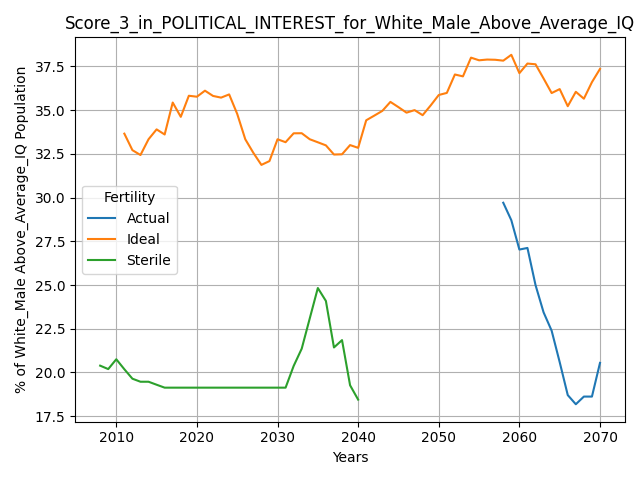 Score_3_in_POLITICAL_INTEREST_for_White_Male_Above_Average_IQ
% of White_Male Above_Average_IQ Population
37.5
35.0
32.5
30.0
27.5
25.0
22.5
20.0
17.5
Fertility
Actual
Ideal
Sterile
2010 2020 2030 2040 2050 2060 2070
Years